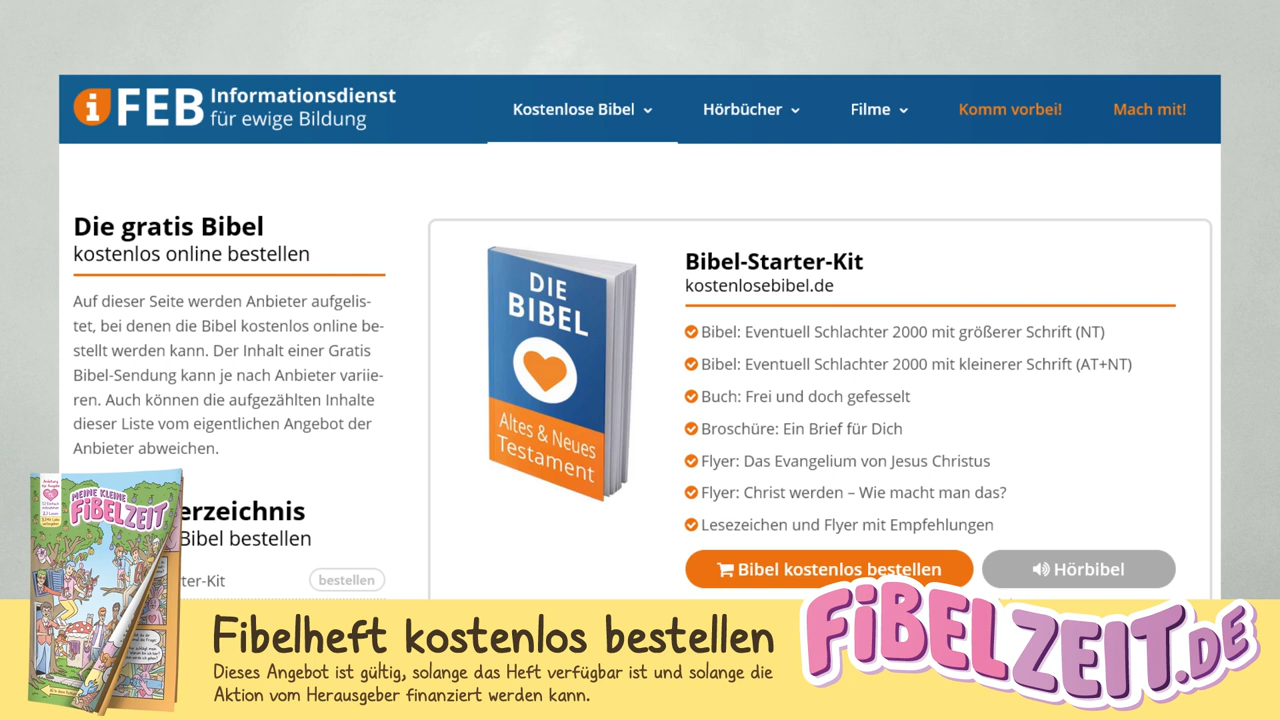 i FEB Informationsdienst
für ewige Bildung
Kostenlose Bibel
Hörbücher
Filme
Komm vorbei!
Mach mit!
Die gratis Bibel
kostenlos online bestellen
Auf dieser Seite werden Anbieter aufgelis-
tet, bei denen die Bibel kostenlos online be-
stellt werden kann. Der Inhalt einer Gratis
Bibel-Sendung kann je nach Anbieter variie-
ren. Auch können die aufgezählten Inhalte
dieser Liste vom eigentlichen Angebot der
Anbieter abweichen.
erzeichnis
Bibel bestellen
ter-Kit
bestellen
DIE
BIBEL
Altes & Neues
Testament
Bibel-Starter-Kit
kostenlosebibel.de
Bibel: Eventuell Schlachter 2000 mit größerer Schrift (NT)
Bibel: Eventuell Schlachter 2000 mit kleinerer Schrift (AT+NT)
Buch: Frei und doch gefesselt
Broschüre: Ein Brief für Dich
Flyer: Das Evangelium von Jesus Christus
Flyer: Christ werden – Wie macht man das?
Lesezeichen und Flyer mit Empfehlungen
Bibel kostenlos bestellen
Hörbibel
MEINE KLEINE
FiBELZEiT
Fibelheft kostenlos bestellen
Dieses Angebot ist gültig, solange das Heft verfügbar ist und solange die
Aktion vom Herausgeber finanziert werden kann.
FiBELZEiT.DE